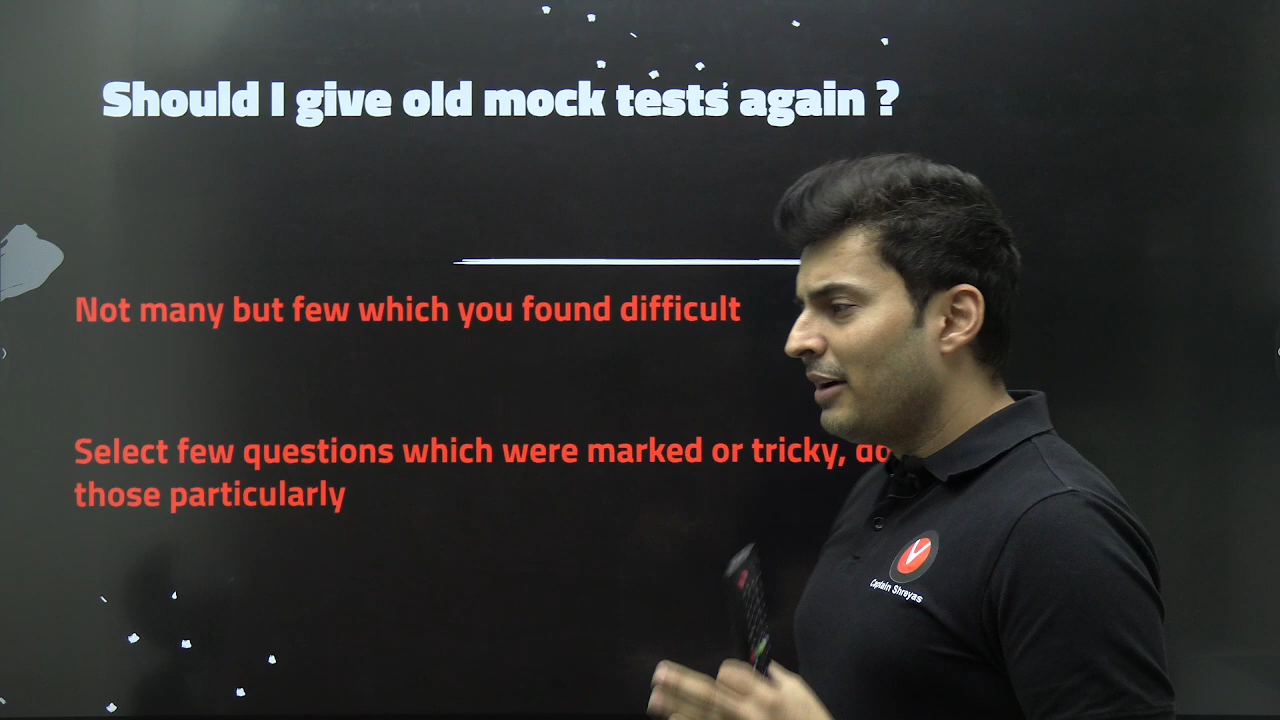 Should I give old mock tests again ?
Not many but few which you found difficult
Select few questions which were marked or tricky, do
those particularly
Captain Shreyas